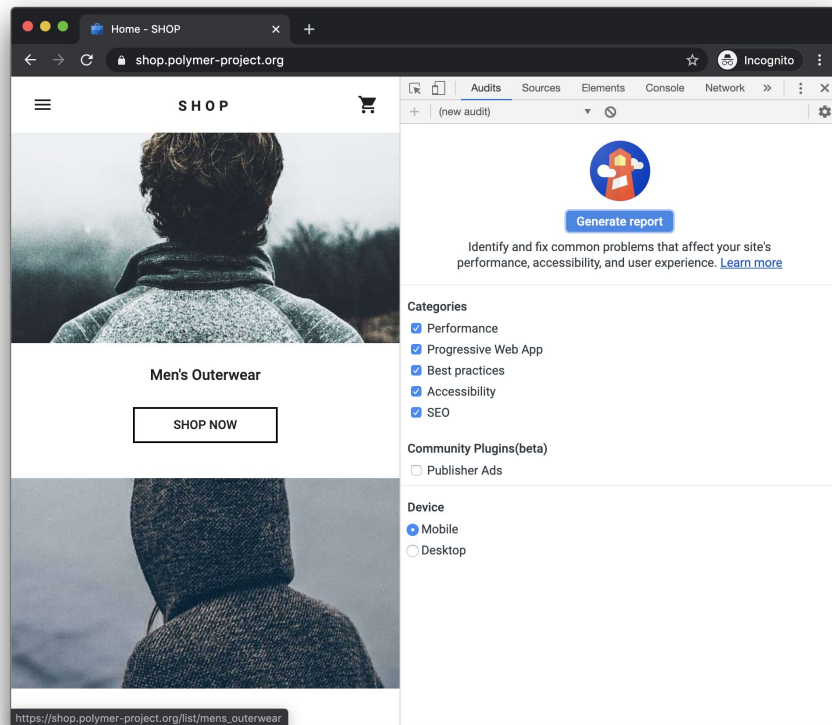 Home - SHOP
shop.polymer-project.org
Incognito
SHOP
Men's Outerwear
SHOP NOW
https://shop.polymer-project.org/list/mens_outerwear
Audits Sources Elements Console Network »
(new audit)
Generate report
Identify and fix common problems that affect your site's
performance, accessibility, and user experience. Learn more
Categories
Performance
Progressive Web App
Best practices
Accessibility
SEO
Community Plugins(beta)
Publisher Ads
Device
Mobile
Desktop